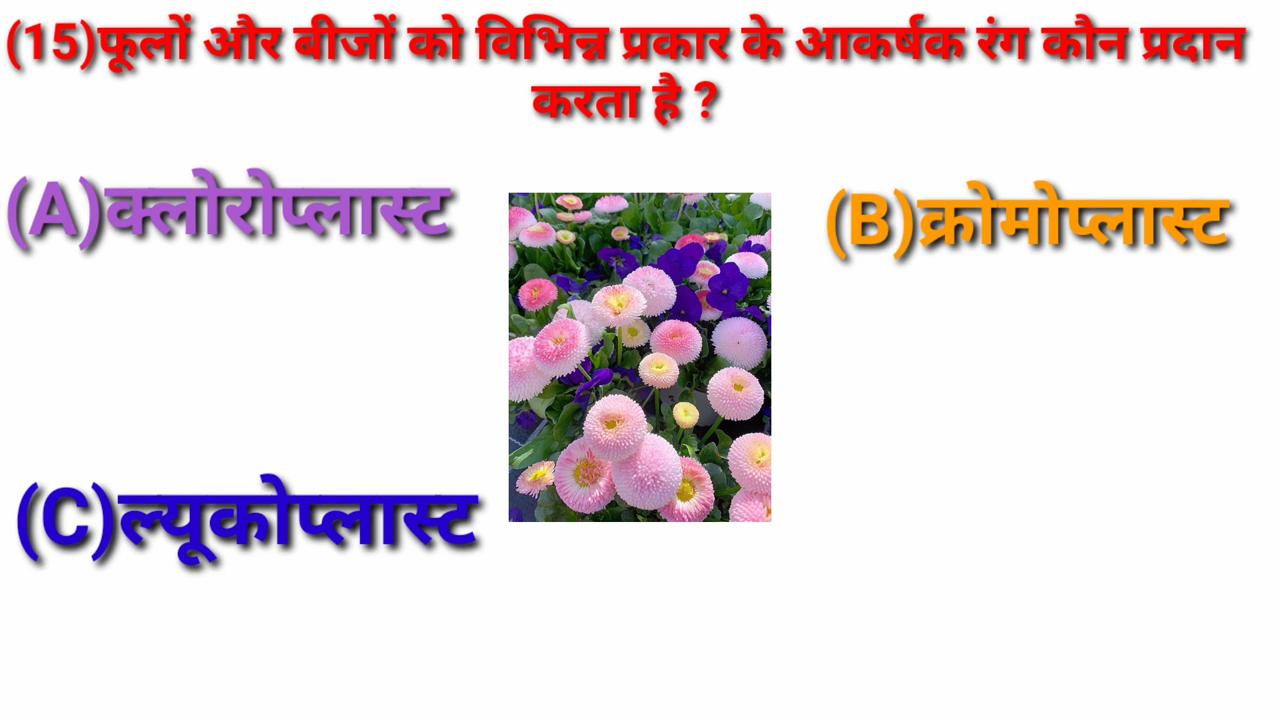 (15)फूलों और बीजों को विभिन्न प्रकार के आकर्षक रंग कौन प्रदान
करता है ?
(A)क्लोरोप्लास्ट
(B)क्रोमोप्लास्ट
(C)ल्यूकोप्लास्ट